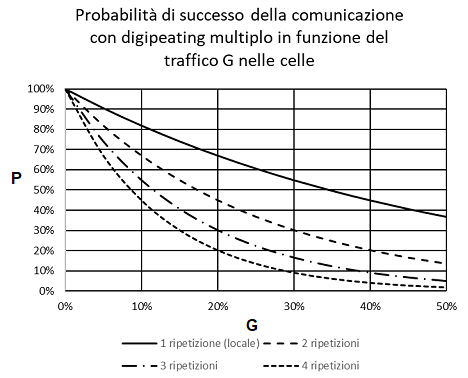 Probabilità di successo della comunicazione
con digipeating multiplo in funzione del
traffico G nelle celle
100%
90%
80%
70%
60%
50%
40%
30%
20%
10%
0%
P
0% 10% 20% 30% 40% 50%
G
1 ripetizione (locale) 2 ripetizioni
3 ripetizioni 4 ripetizioni